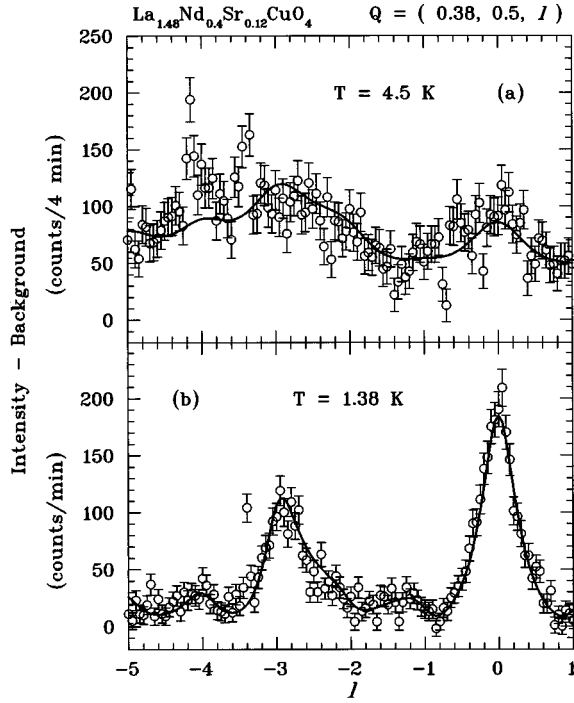 La1.48Nd0.4Sr0.12CuO4 Q = ( 0.38, 0.5, l )
250
200
150
100
50
0
T = 4.5 K (a)
(counts/4 min)
Intensity − Background
200
150
100
50
0
(b) T = 1.38 K
(counts/min)
-5 -4 -3 -2 -1 0 1
l